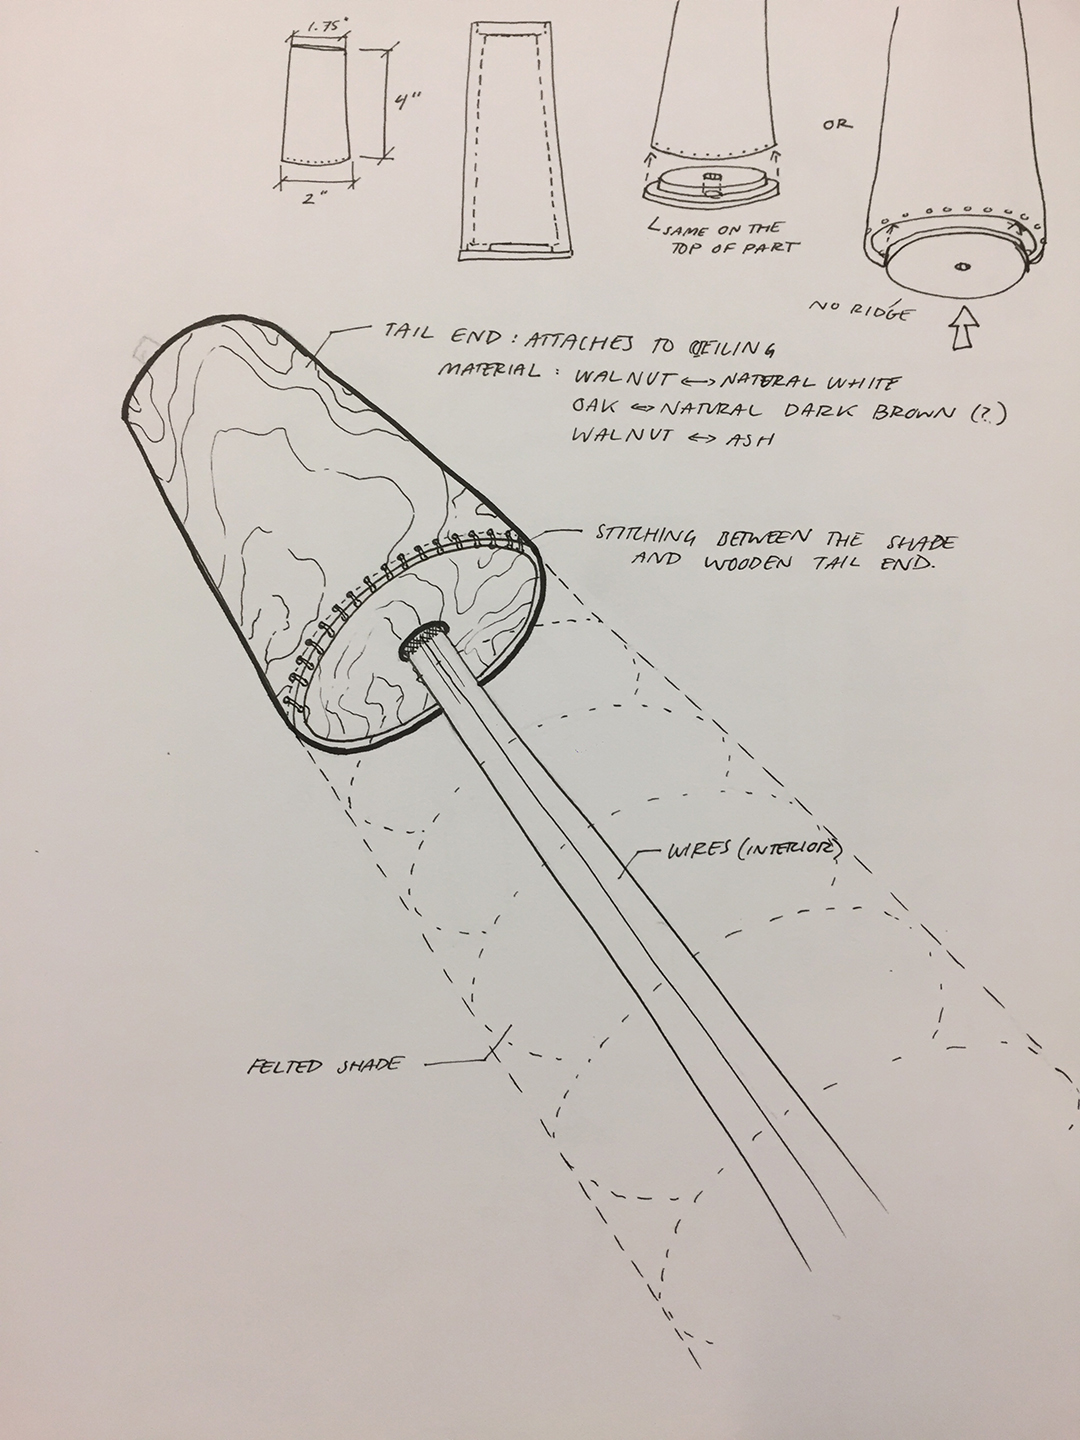 1.75"
4"
2"
SAME ON THE
TOP OF PART
OR
NO RIDGE
TAIL END : ATTACHES TO CEILING
MATERIAL : WALNUT ↔ NATERAL WHITE
OAK ↔ NATURAL DARK BROWN (?)
WALNUT ↔ ASH
STITCHING BETWEEN THE SHADE
AND WOODEN TAIL END.
WIRES (INTERIOR)
FELTED SHADE